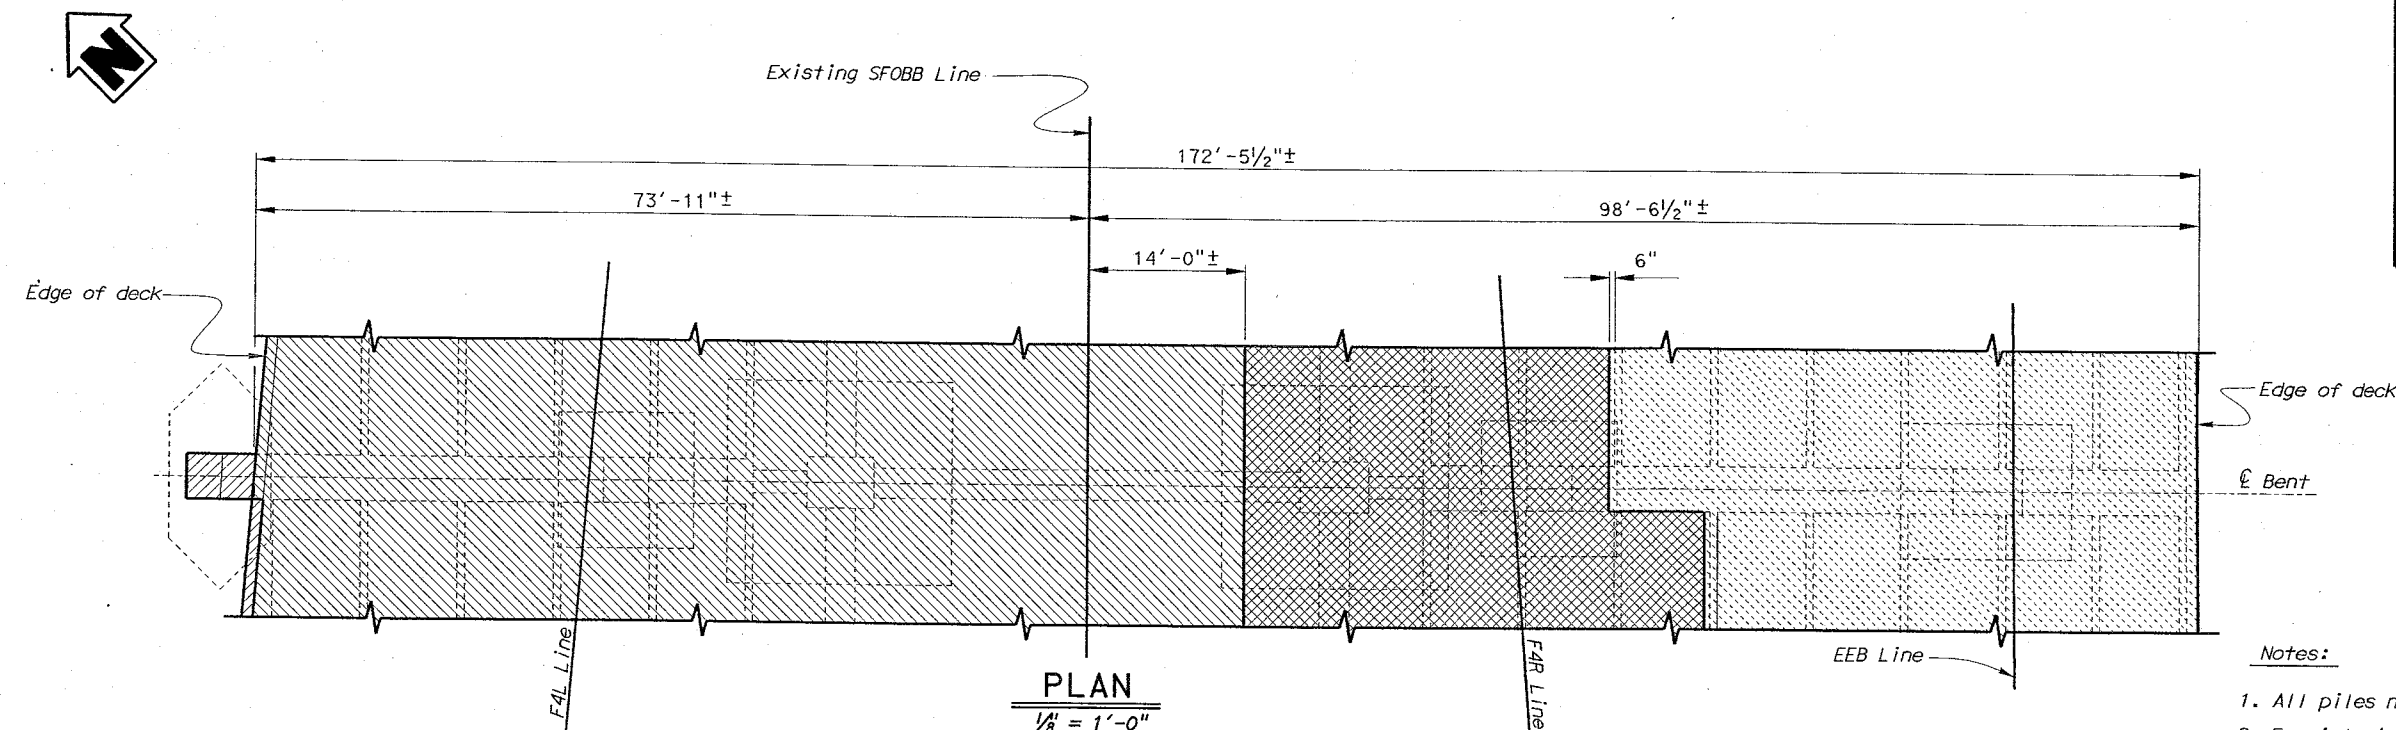 N
Existing SFOBB Line
172'-5½"±
73'-11"±
98'-6½"±
14'-0"±
6"
Edge of deck
Edge of deck
℄ Bent
F4L Line
F4R Line
EEB Line
PLAN
⅛" = 1'-0"
Notes:
1. All piles